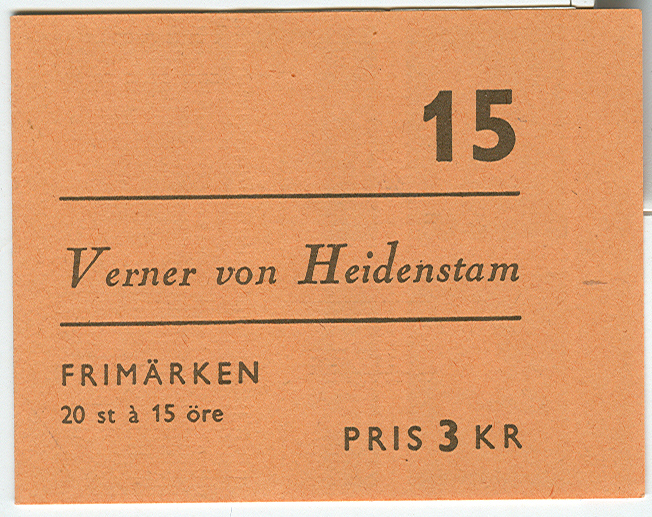 15
Verner von Heidenstam
FRIMÄRKEN
20 st à 15 öre
PRIS 3 KR